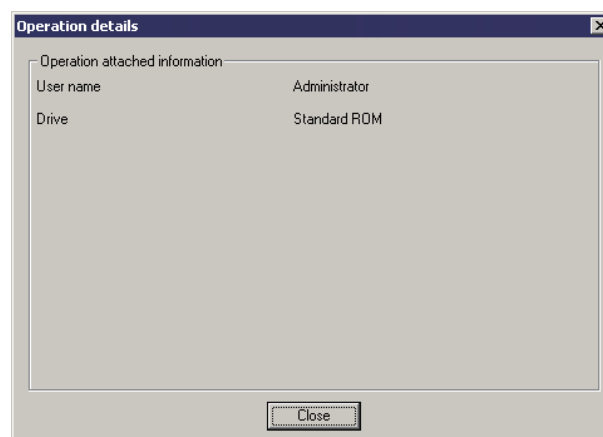 Operation details
Operation attached information
User name Administrator
Drive Standard ROM
Close